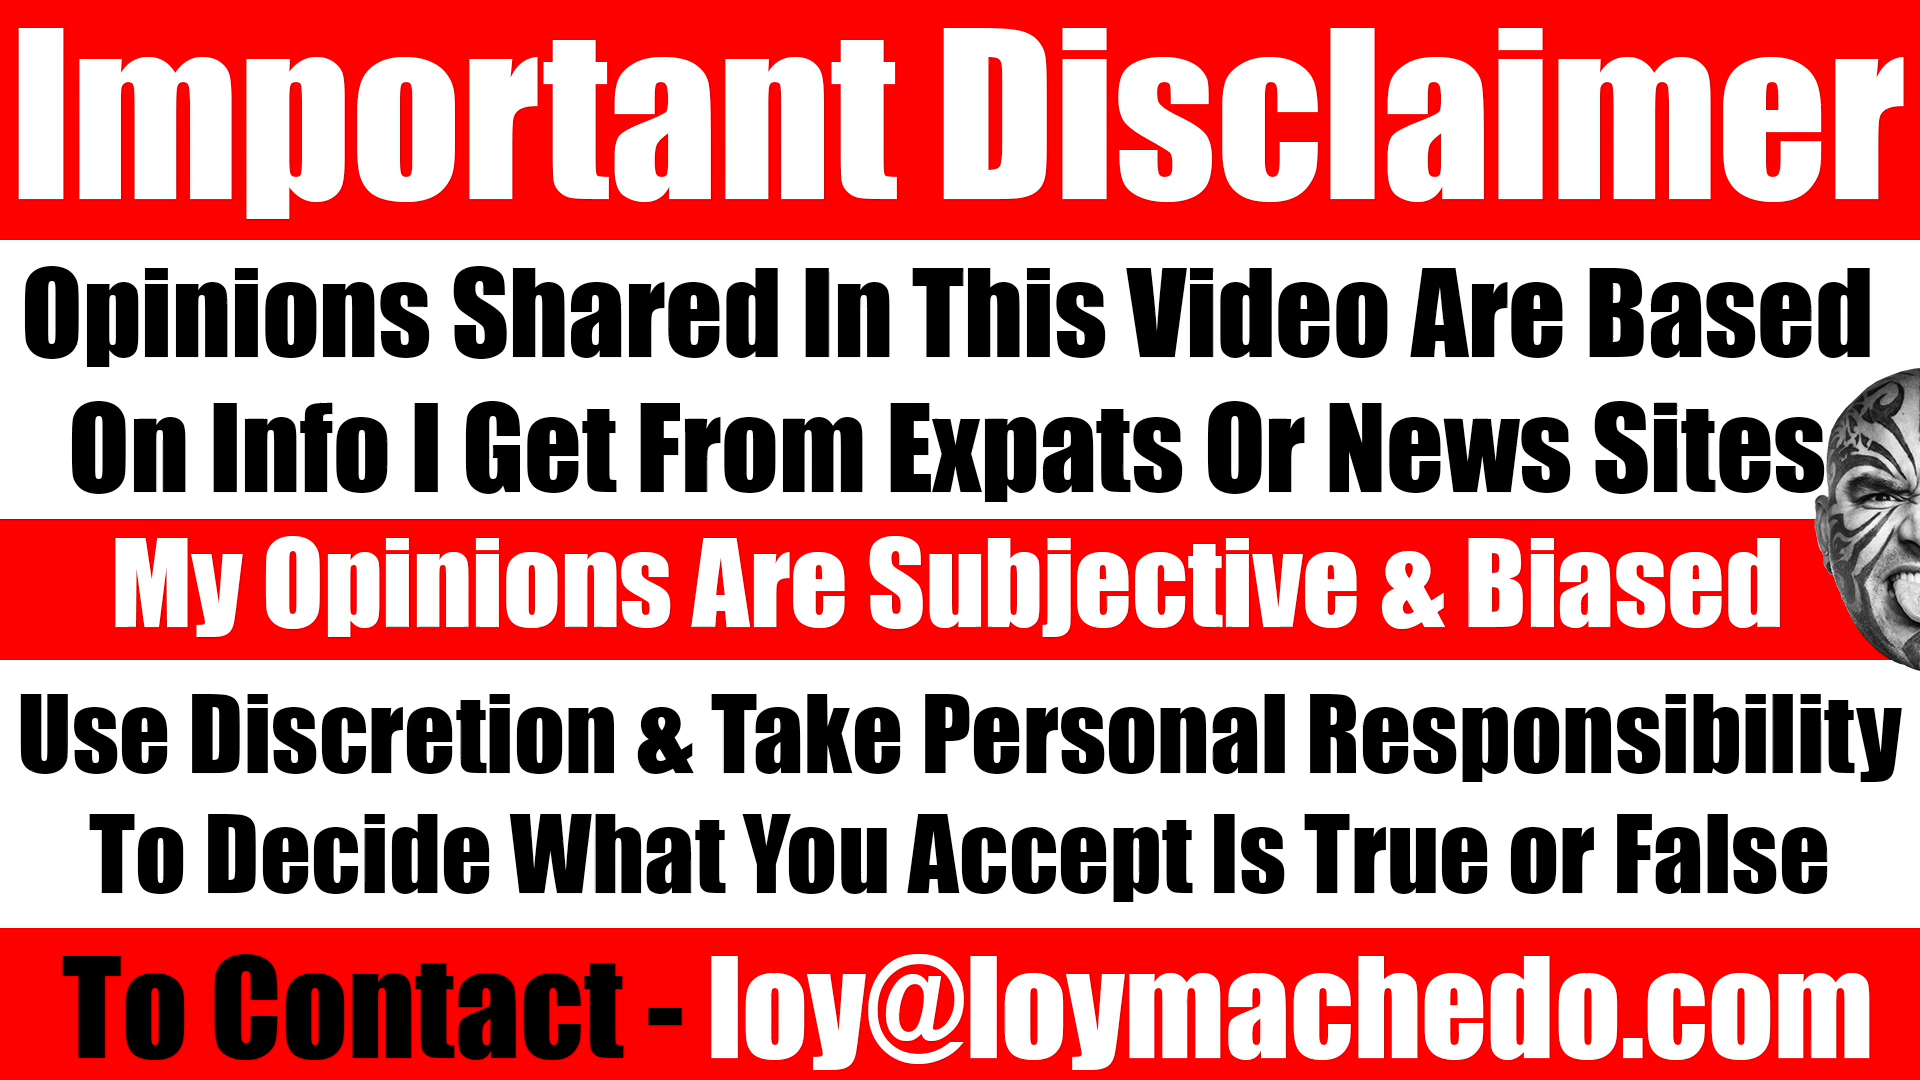 Important Disclaimer
Opinions Shared In This Video Are Based
On Info I Get From Expats Or News Sites
My Opinions Are Subjective & Biased
Use Discretion & Take Personal Responsibility
To Decide What You Accept Is True or False
To Contact - loy@loymachedo.com